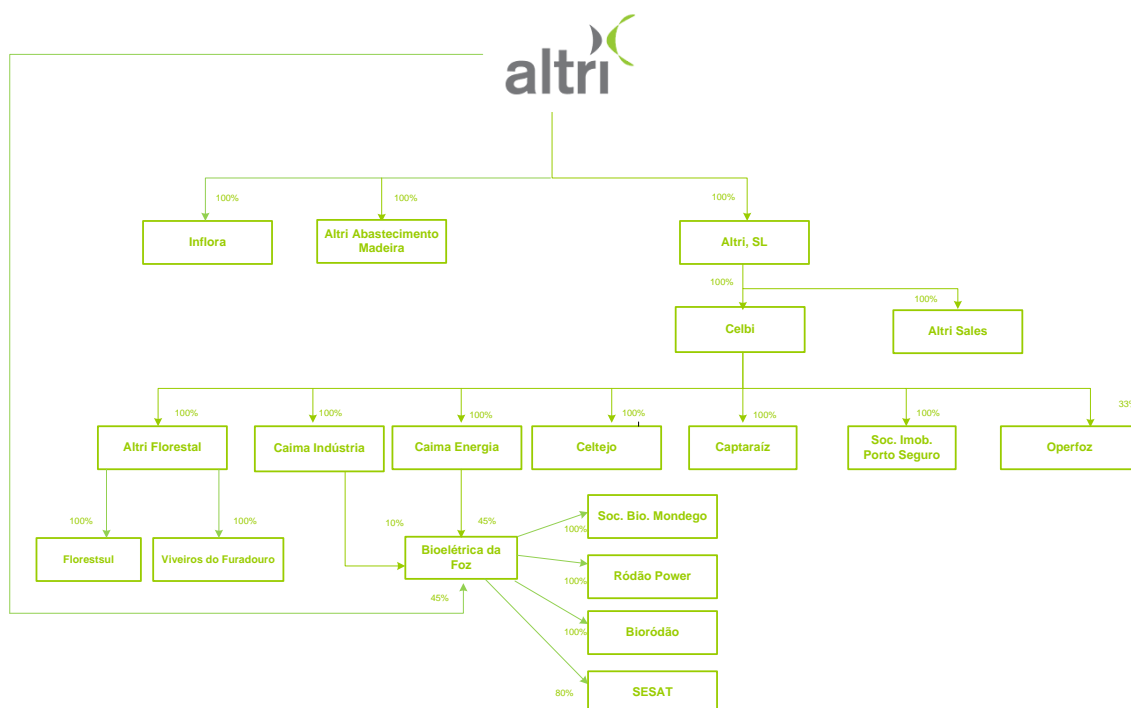 altri
100%
100%
100%
Inflora
Altri Abastecimento
Madeira
Altri, SL
100%
100%
Celbi
Altri Sales
100%
100%
100%
100%
100%
100%
33%
Altri Florestal
Caima Indústria
Caima Energia
Celtejo
Captaraíz
Soc. Imob.
Porto Seguro
Operfoz
100%
100%
10%
45%
Soc. Bio. Mondego
100%
Florestsul
Viveiros do Furadouro
Bioelétrica da
Foz
Ródão Power
100%
45%
Bioródão
100%
SESAT
80%